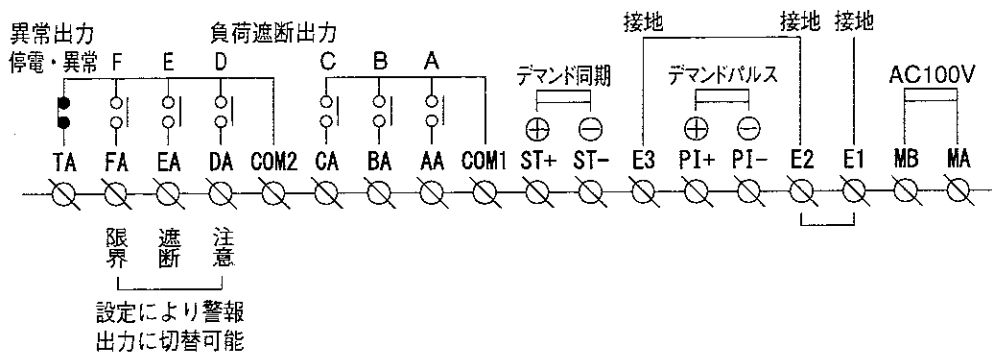 異常出力
停電・異常
F
E
D
負荷遮断出力
C
B
A
デマンド同期
接地
デマンドパルス
接地
接地
AC100V
TA
FA
EA
DA
COM2
CA
BA
AA
COM1
ST+
ST-
E3
PI+
PI-
E2
E1
MB
MA
限界
遮断
注意
設定により警報
出力に切替可能